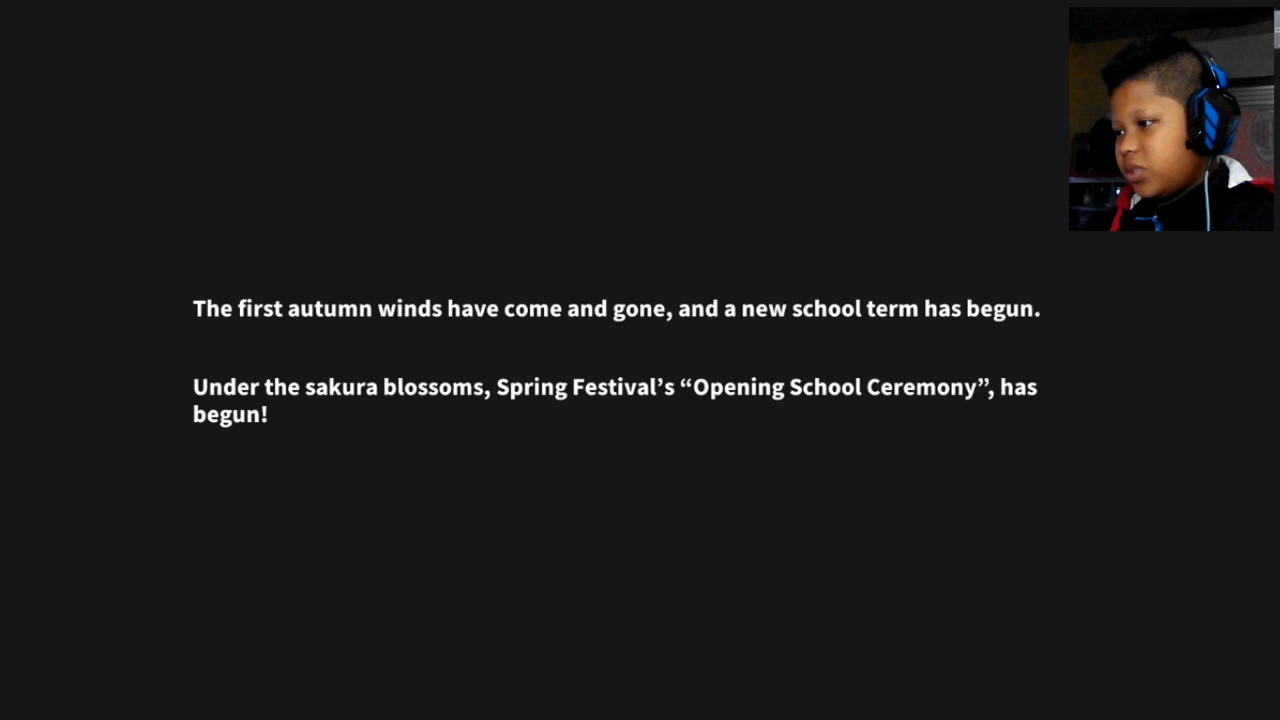 The first autumn winds have come and gone, and a new school term has begun.
Under the sakura blossoms, Spring Festival’s “Opening School Ceremony”, has
begun!